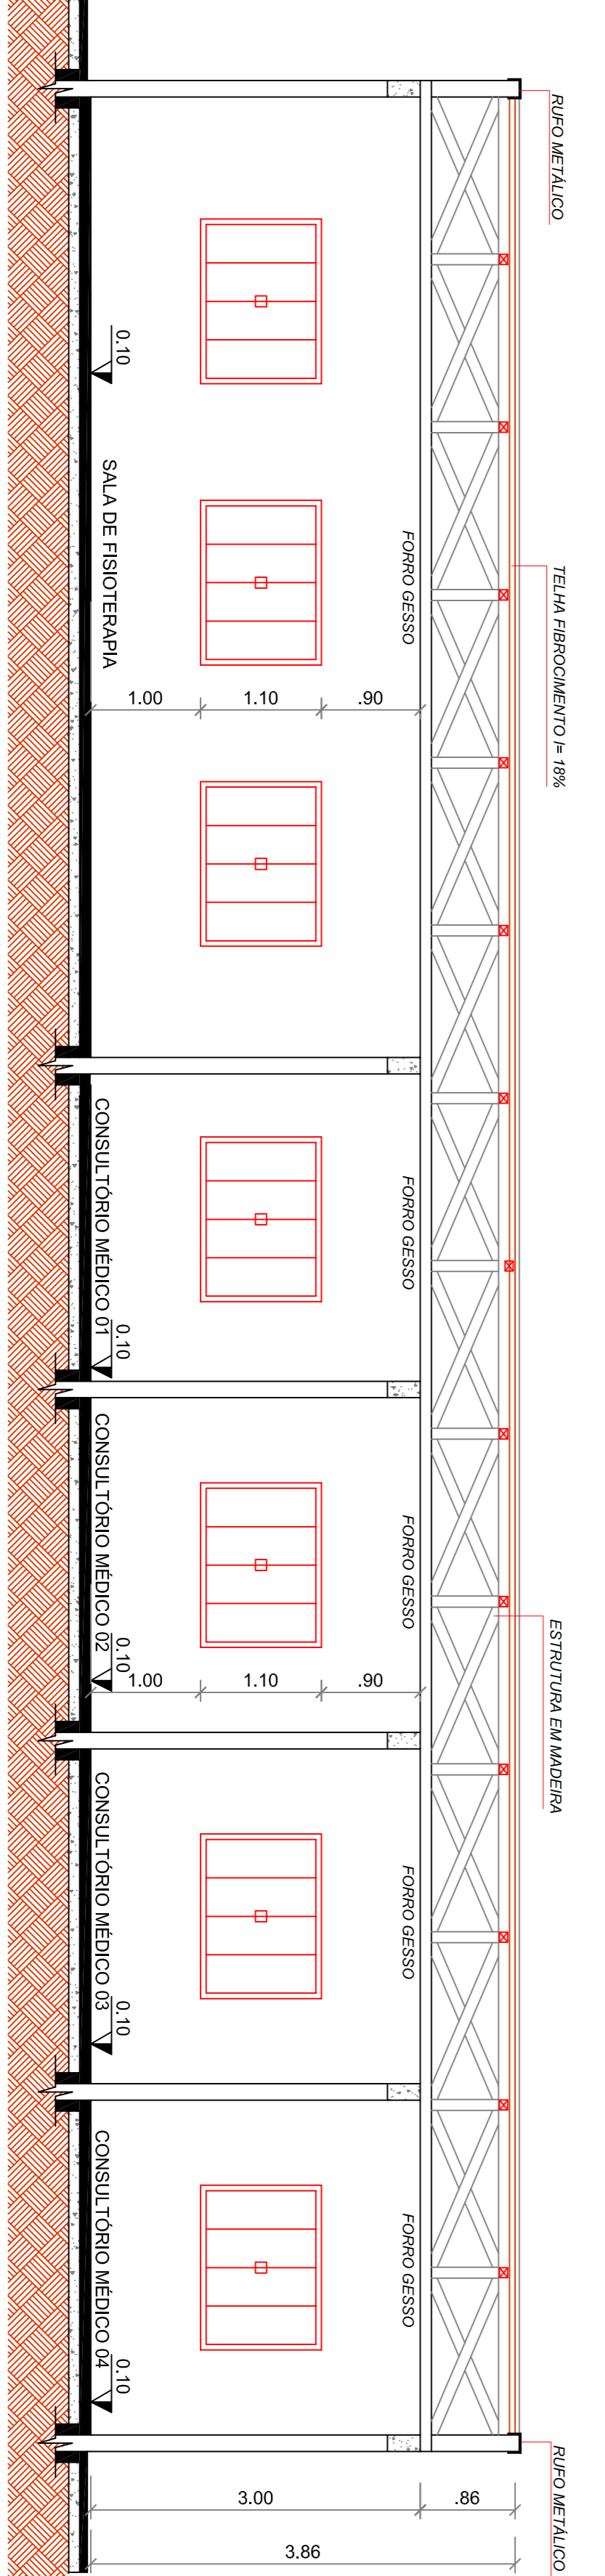 RUFO METÁLICO
TELHA FIBROCIMENTO I= 18%
ESTRUTURA EM MADEIRA
RUFO METÁLICO
FORRO GESSO
FORRO GESSO
FORRO GESSO
FORRO GESSO
FORRO GESSO
.90
1.10
1.00
.90
1.10
1.00
.86
3.00
3.86
0.10
SALA DE FISIOTERAPIA
0.10
CONSULTÓRIO MÉDICO 01
0.10
CONSULTÓRIO MÉDICO 02
0.10
CONSULTÓRIO MÉDICO 03
0.10
CONSULTÓRIO MÉDICO 04